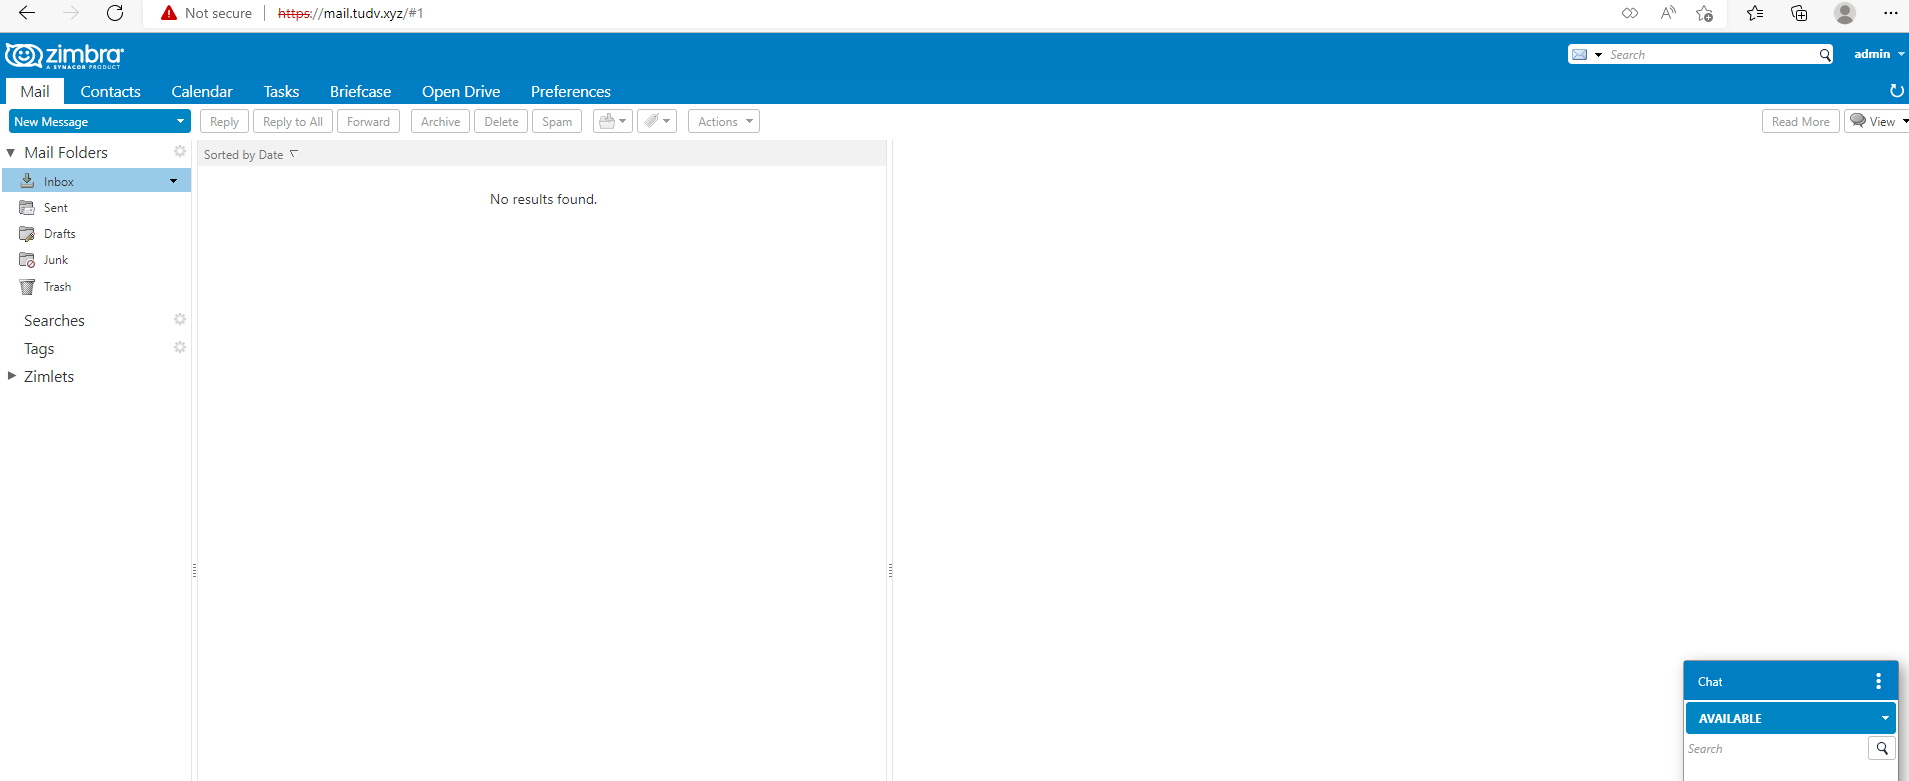 Not secure https://mail.tudv.xyz/#1
zimbra
A SYNACOR PRODUCT
Search
admin
Mail Contacts Calendar Tasks Briefcase Open Drive Preferences
New Message Reply Reply to All Forward Archive Delete Spam Actions Read More View
Mail Folders
Inbox
Sent
Drafts
Junk
Trash
Searches
Tags
Zimlets
Sorted by Date
No results found.
Chat
AVAILABLE
Search